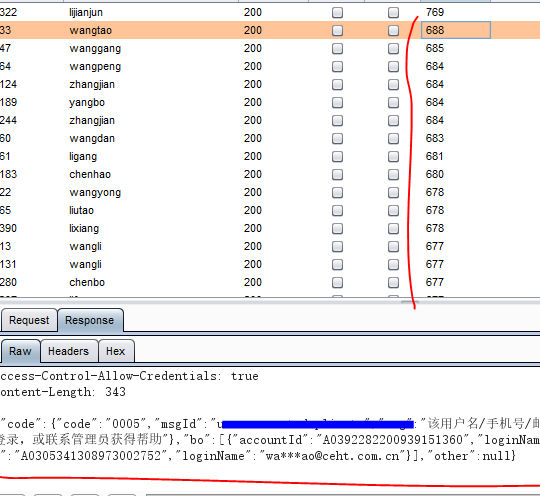 322 lijianjun 200 769
33 wangtao 200 688
47 wanggang 200 685
64 wangpeng 200 684
124 zhangjian 200 684
189 yangbo 200 684
244 zhangjian 200 684
60 wangdan 200 683
61 ligang 200 681
183 chenhao 200 680
22 wangyong 200 678
65 liutao 200 678
390 lixiang 200 678
13 wangli 200 677
131 wangli 200 677
280 chenbo 200 677
Request Response
Raw Headers Hex
ccess-Control-Allow-Credentials: true
ontent-Length: 343
"code":{"code":"0005","msgId":"u "该用户名/手机号/邮
登录，或联系管理员获得帮助"},"bo":[{"accountId":"A0392282200939151360","loginNam
":"A03053413089730027​52","loginName":"wa***ao@ceht.com.cn"}],"other":null}